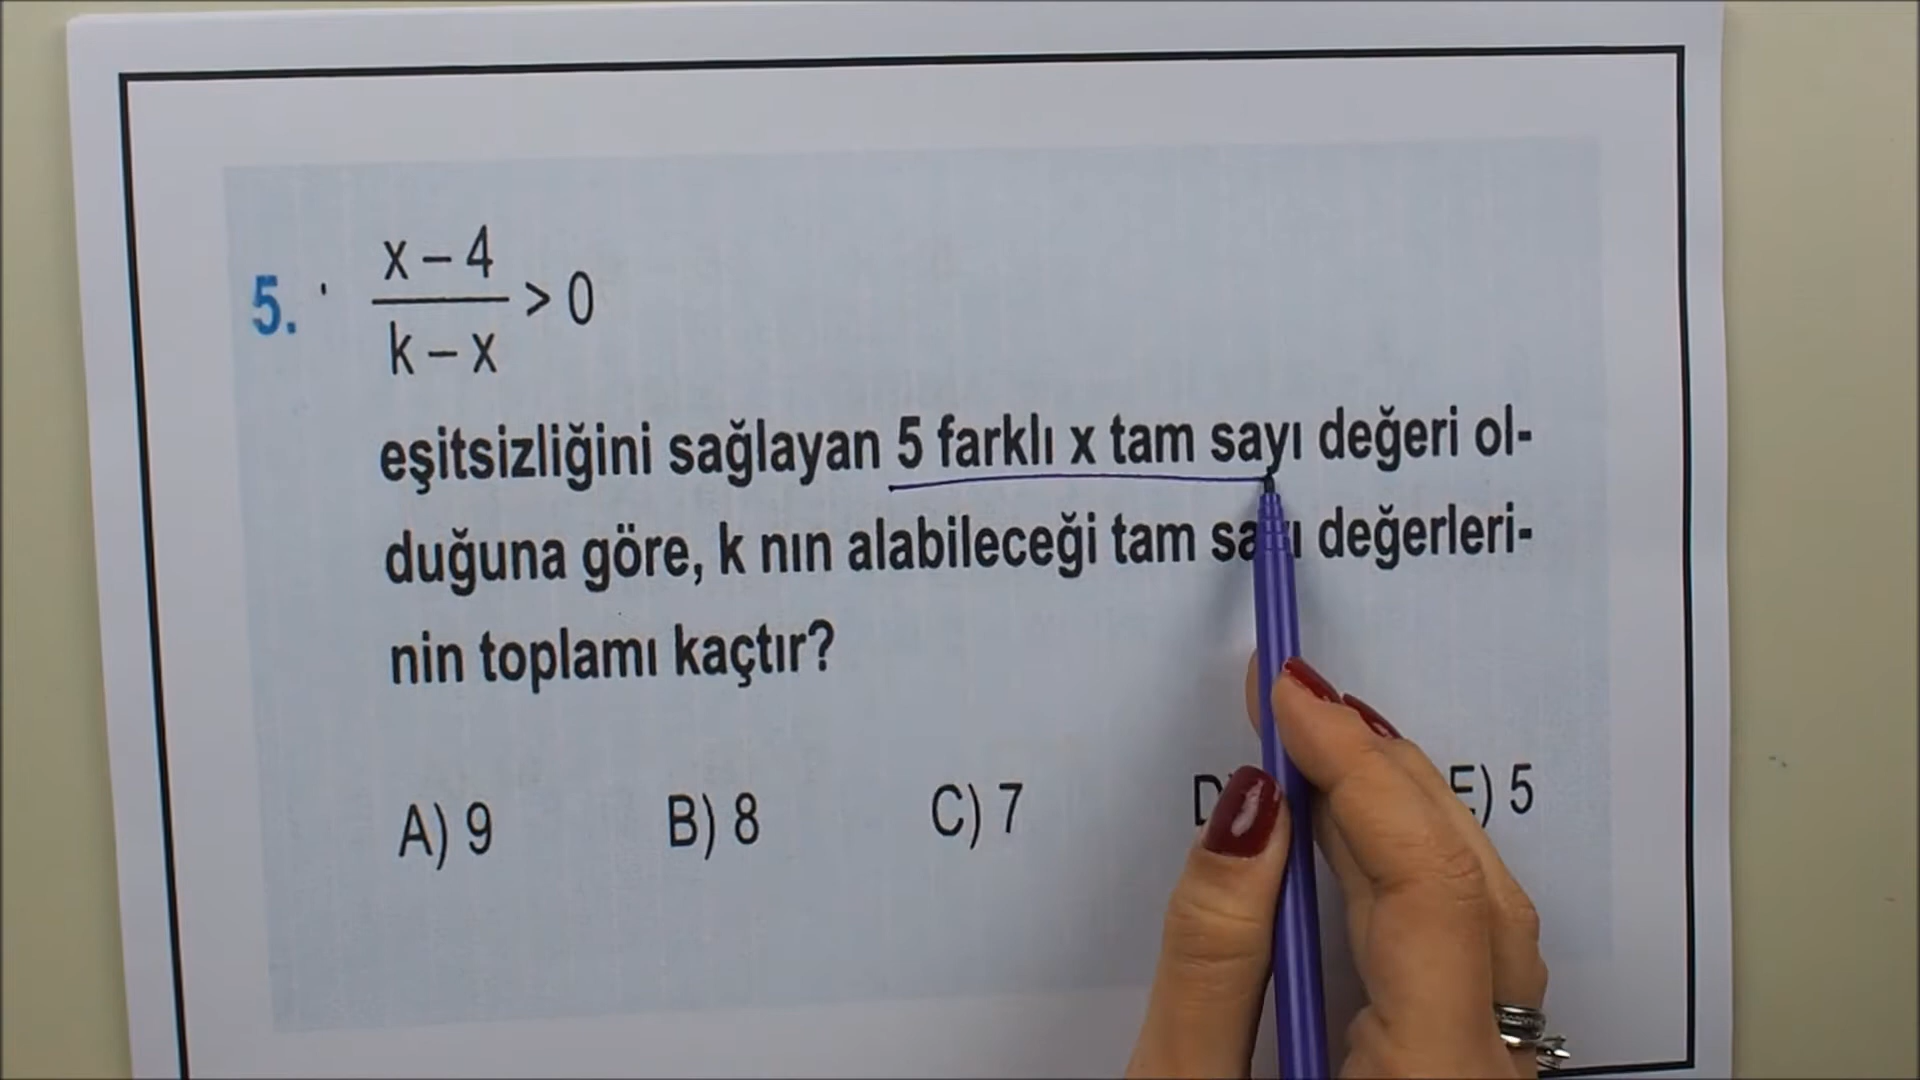 5. x – 4
k – x > 0
eşitsizliğini sağlayan 5 farklı x tam sayı değeri ol-
duğuna göre, k nın alabileceği tam değerleri-
nin toplamı kaçtır?
A) 9 B) 8 C) 7 E) 5